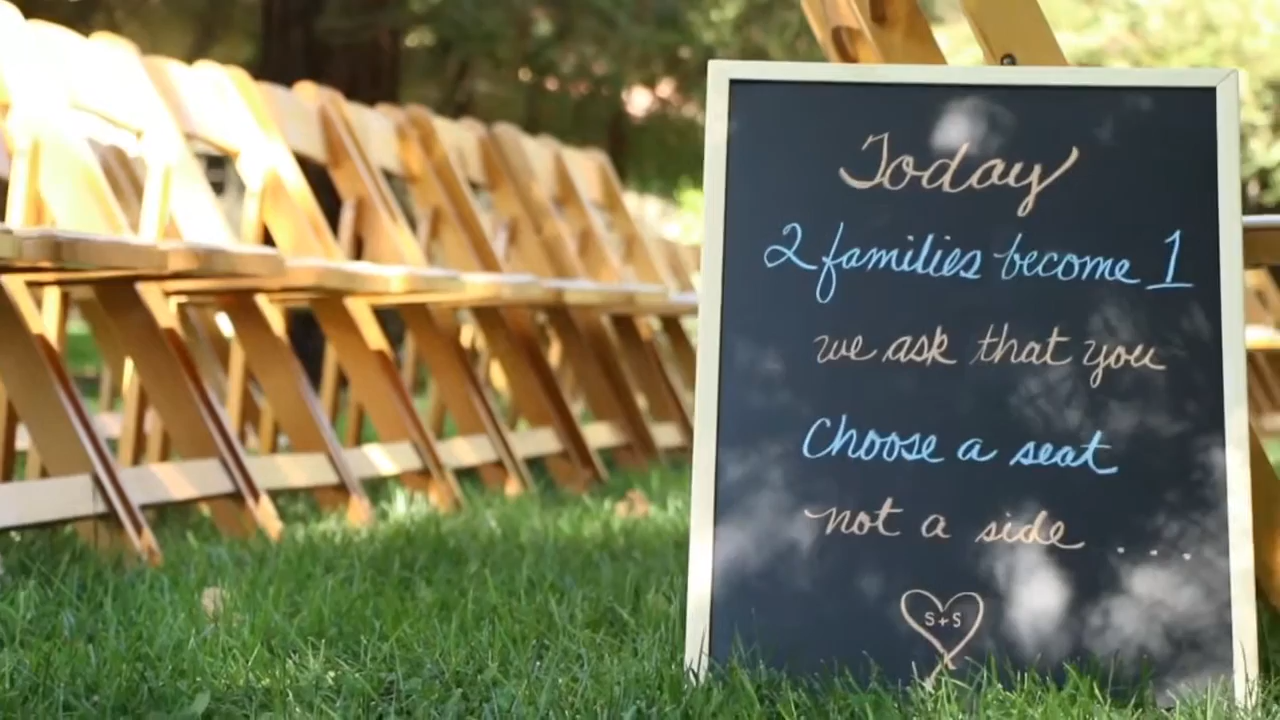 Today
2 families become 1
we ask that you
Choose a seat
not a side ....
S+S